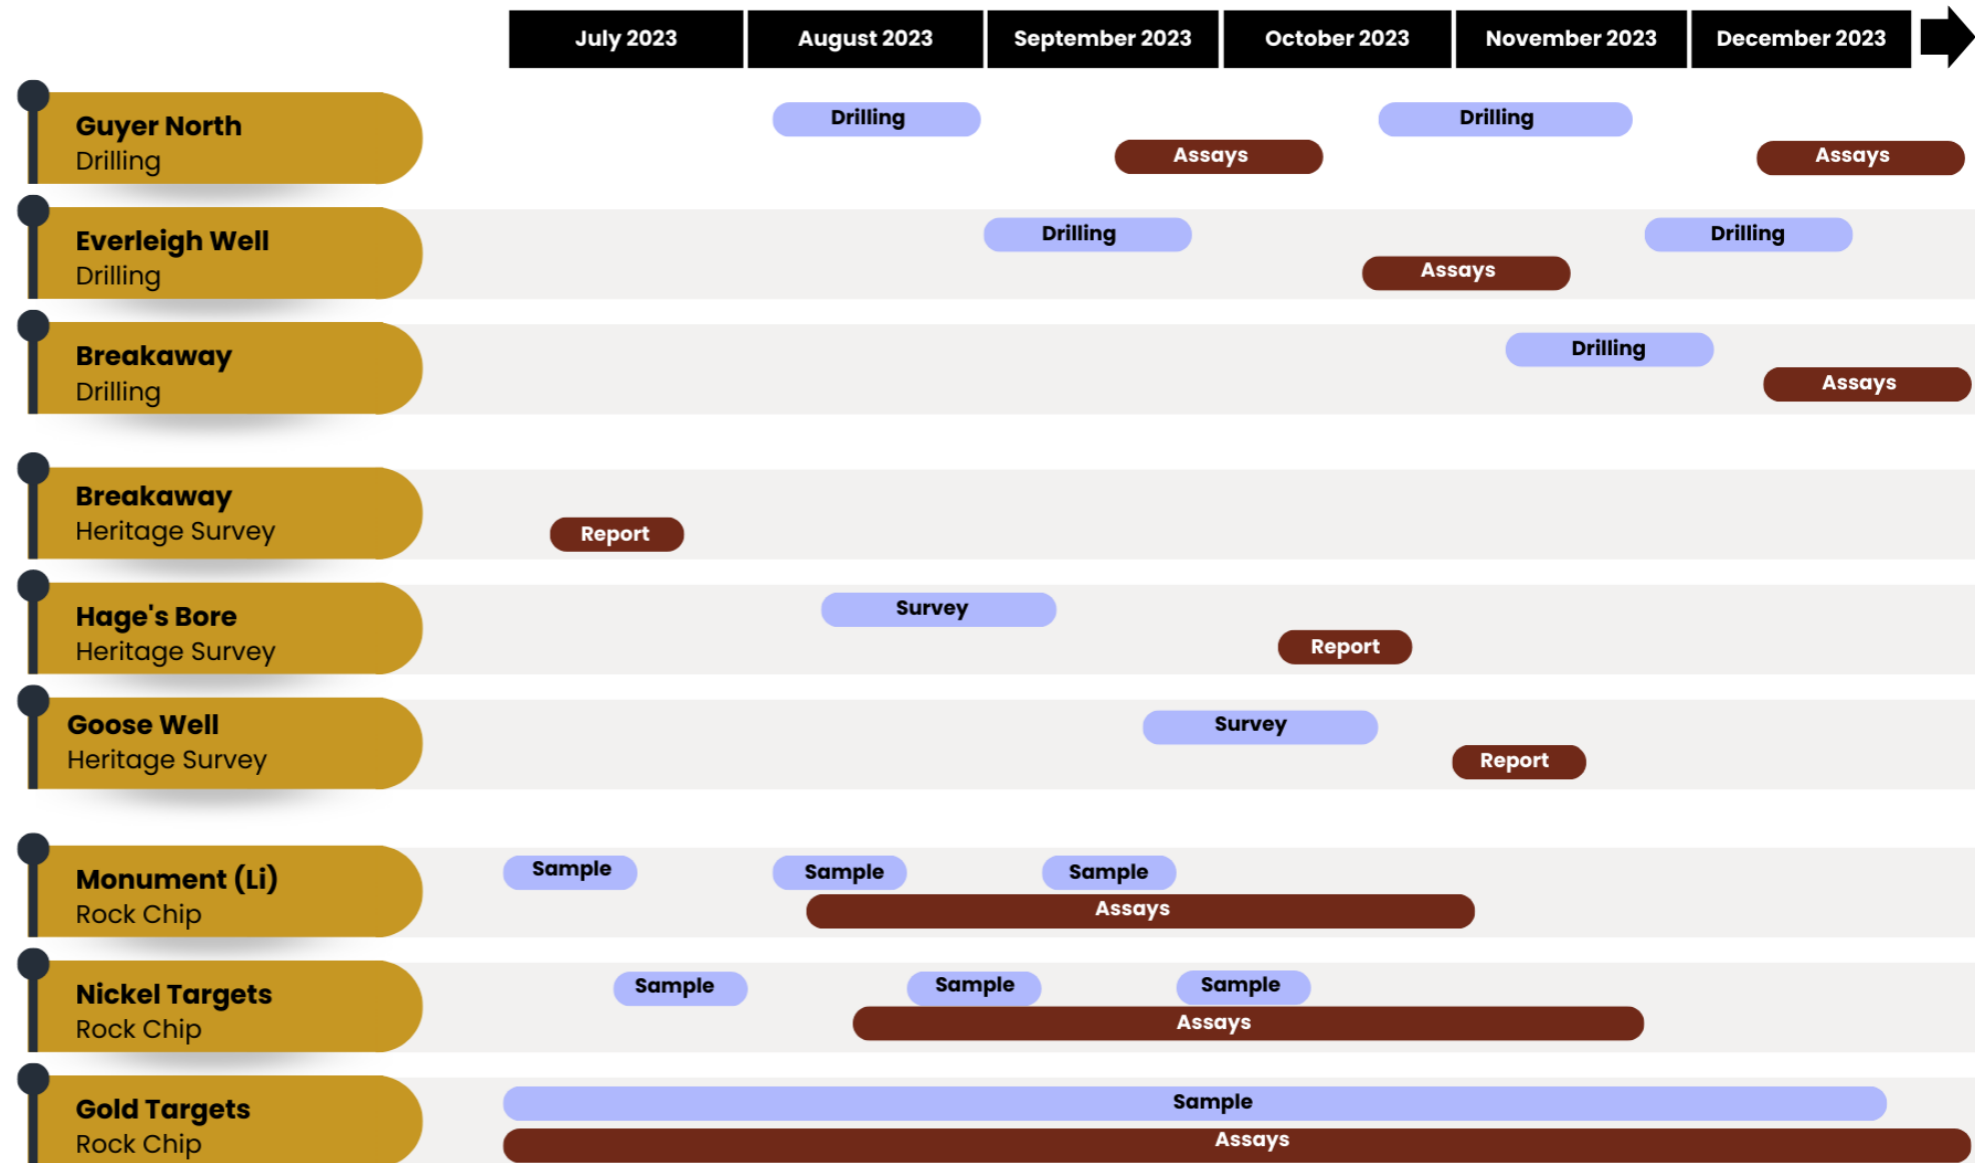 July 2023
August 2023
September 2023
October 2023
November 2023
December 2023
Guyer North
Drilling
Drilling
Drilling
Assays
Assays
Everleigh Well
Drilling
Drilling
Drilling
Assays
Breakaway
Drilling
Drilling
Assays
Breakaway
Heritage Survey
Report
Hage's Bore
Heritage Survey
Survey
Report
Goose Well
Heritage Survey
Survey
Report
Monument (Li)
Rock Chip
Sample
Sample
Sample
Assays
Nickel Targets
Rock Chip
Sample
Sample
Sample
Assays
Gold Targets
Rock Chip
Sample
Assays